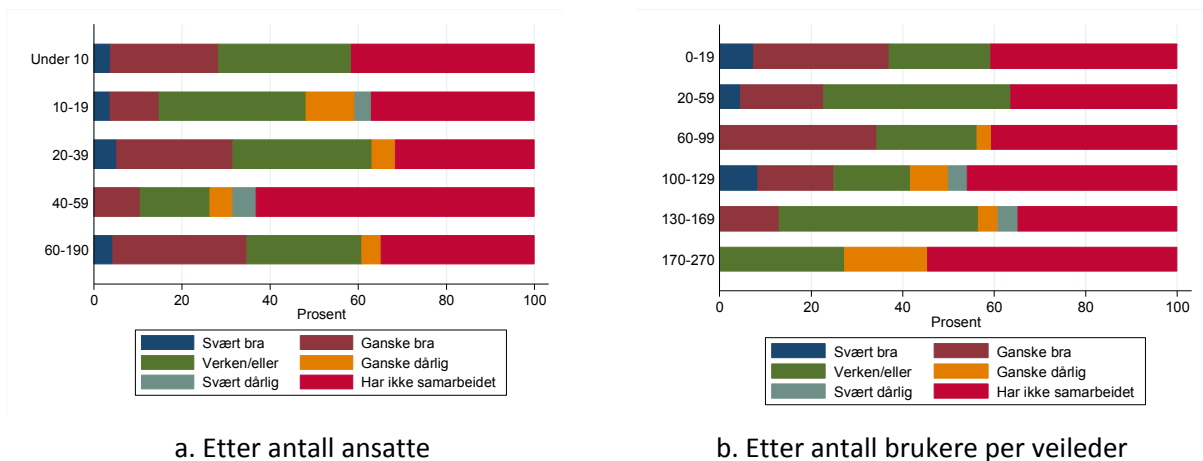 Under 10
10-19
20-39
40-59
60-190
0 20 40 60 80 100
Prosent
Svært bra Ganske bra
Verken/eller Ganske dårlig
Svært dårlig Har ikke samarbeidet
a. Etter antall ansatte
0-19
20-59
60-99
100-129
130-169
170-270
0 20 40 60 80 100
Prosent
Svært bra Ganske bra
Verken/eller Ganske dårlig
Svært dårlig Har ikke samarbeidet
b. Etter antall brukere per veileder